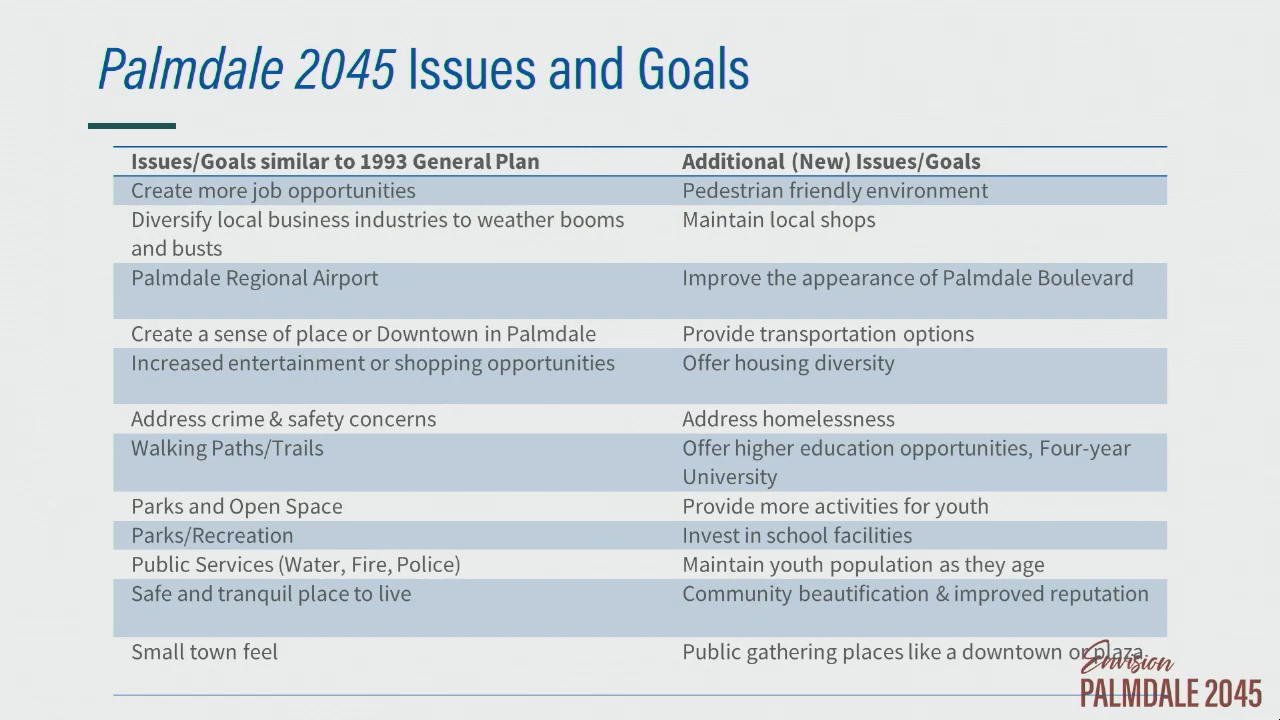 Palmdale 2045 Issues and Goals
Issues/Goals similar to 1993 General Plan
Additional (New) Issues/Goals
Create more job opportunities
Pedestrian friendly environment
Diversify local business industries to weather booms
and busts
Maintain local shops
Palmdale Regional Airport
Improve the appearance of Palmdale Boulevard
Create a sense of place or Downtown in Palmdale
Provide transportation options
Increased entertainment or shopping opportunities
Offer housing diversity
Address crime & safety concerns
Address homelessness
Walking Paths/Trails
Offer higher education opportunities, Four-year
University
Parks and Open Space
Provide more activities for youth
Parks/Recreation
Invest in school facilities
Public Services (Water, Fire, Police)
Maintain youth population as they age
Safe and tranquil place to live
Community beautification & improved reputation
Small town feel
Public gathering places like a downtown or plaza
Envision
PALMDALE 2045